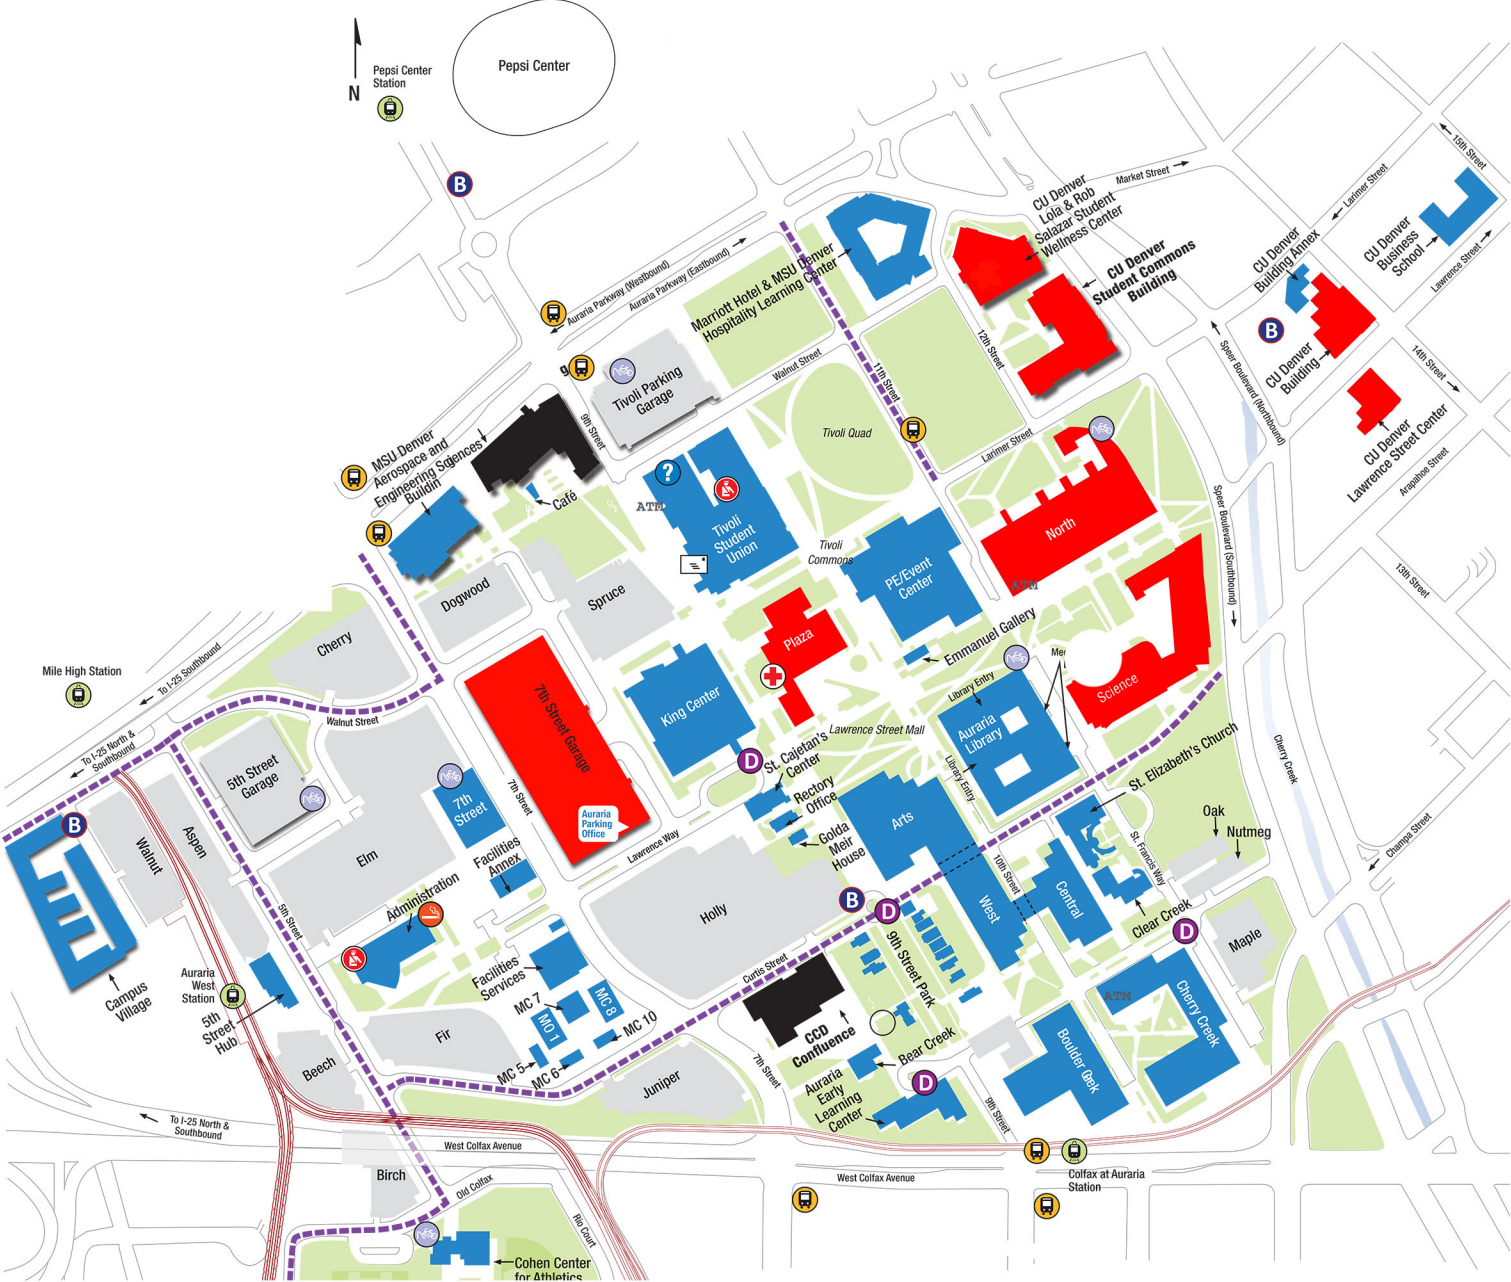 Pepsi Center
Pepsi Center
Station
N
B
Auraria Parkway (Westbound)
Auraria Parkway (Eastbound)
Market Street
15th Street
Larimer Street
CU Denver
Lola & Rob
Salazar Student
Wellness Center
CU Denver
Student Commons
Building
CU Denver
Building Annex
CU Denver
Business
School
Lawrence Street
Marriott Hotel & MSU Denver
Hospitality Learning Center
B
CU Denver
Building
14th Street
Speer Boulevard (Northbound)
12th Street
11th Street
Walnut Street
g
Tivoli Parking
Garage
9th Street
MSU Denver
Aerospace and
Engineering Sciences
Buildin
Café
Tivoli Quad
Larimer Street
CU Denver
Lawrence Street Center
Arapahoe Street
?
ATM
Tivoli
Student
Union
Tivoli
Commons
PE/Event
Center
North
ATM
Speer Boulevard (Southbound)
13th Street
Dogwood
Spruce
Cherry
Plaza
Emmanuel Gallery
Mec
Science
Mile High Station
To I-25 Southbound
To I-25 North &
Southbound
Walnut Street
7th Street Garage
King Center
Library Entry
Auraria
Library
Library Entry
Lawrence Street Mall
St. Elizabeth's Church
Cherry Creek
5th Street
Garage
7th
Street
7th Street
Auraria
Parking
Office
D
St. Cajetan's
Center
Rectory
Office
Golda
Meir
House
Lawrence Way
Arts
10th Street
St. Francis Way
Oak
Nutmeg
Champa Street
B
Walnut
Aspen
Elm
Facilities
Annex
Administration
5th Street
Holly
B
D
West
Central
Clear Creek
D
Maple
Campus
Village
Auraria
West
Station
5th
Street
Hub
Facilities
Services
MC 7
MC 8
MO 1
MC 10
MC 5
MC 6
Curtis Street
9th Street Park
CCD
Confluence
ATM
Cherry Creek
Fir
Beech
Juniper
7th Street
Bear Creek
Auraria
Early
Learning
Center
D
9th Street
Boulder Creek
To I-25 North &
Southbound
West Colfax Avenue
West Colfax Avenue
Colfax at Auraria
Station
Birch
Old Colfax
Rio Court
Cohen Center
for Athletics